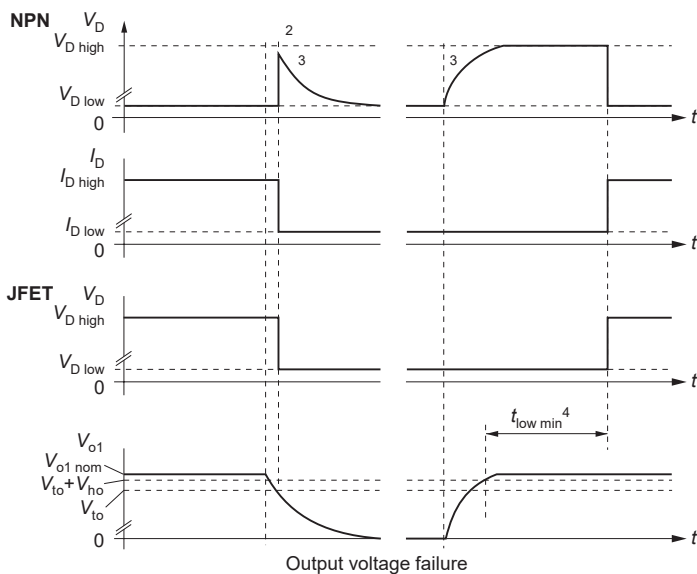 NPN V_D
V_D high
2
3
3
V_D low
0
t
I_D
I_D high
I_D low
0
t
JFET V_D
V_D high
V_D low
0
t
t_low min^4
V_o1
V_o1 nom
V_to + V_ho
V_to
0
t
Output voltage failure